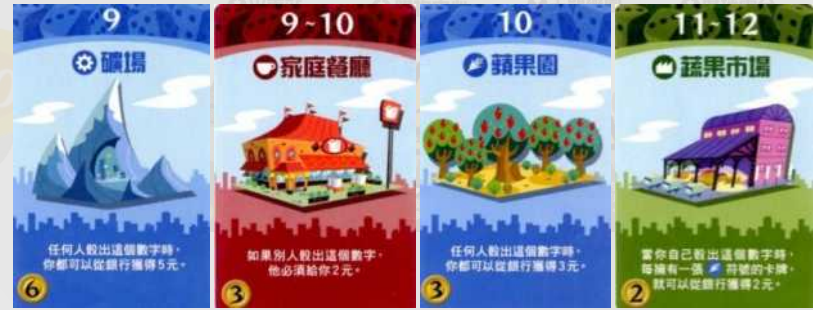 9
礦場
任何人骰出這個數字時，
你都可以從銀行獲得5元。
6
9~10
家庭餐廳
如果別人骰出這個數字，
他必須給你2元。
3
10
蘋果園
任何人骰出這個數字時，
你都可以從銀行獲得3元。
3
11~12
蔬果市場
當你自己骰出這個數字時，
每擁有一張 符號的卡牌，
就可以從銀行獲得2元。
2